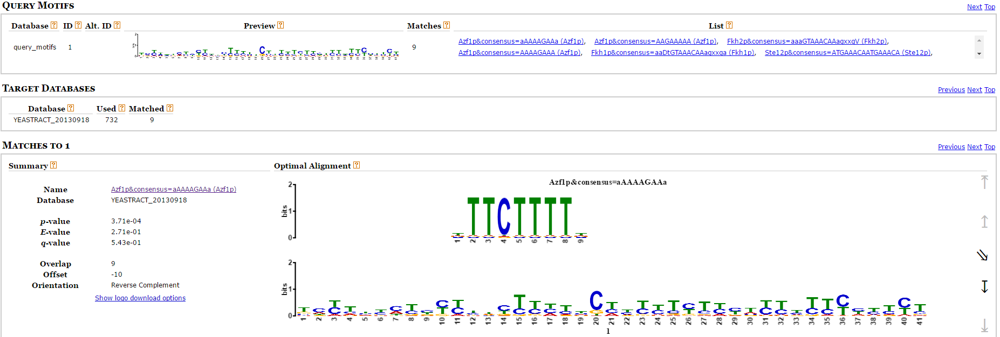 QUERY MOTIFS
Next Top
Database ? ID ? Alt. ID ? Preview ? Matches ? List ?
query_motifs 1 9 Azf1p&consensus=aAAAAGAAa (Azf1p), Azf1p&consensus=AAGAAAAA (Azf1p), Fkh2p&consensus=aaaGTAAACAAaqxxqV (Fkh2p),
Azf1p&consensus=AAAAGAAA (Azf1p), Fkh1p&consensus=aaDtGTAAACAAaqxxqa (Fkh1p), Ste12p&consensus=ATGAAACAATGAAACA (Ste12p),
TARGET DATABASES
Previous Next Top
Database ? Used ? Matched ?
YEASTRACT_20130918 732 9
MATCHES TO 1
Previous Next Top
Summary ?
Optimal Alignment ?
Name Azf1p&consensus=aAAAAGAAa (Azf1p)
Database YEASTRACT_20130918
p-value 3.71e-04
E-value 2.71e-01
q-value 5.43e-01
Overlap 9
Offset -10
Orientation Reverse Complement
Show logo download options
Azf1p&consensus=aAAAAGAAa
2
bits
1
0
TTCTTTT
1 2 3 4 5 6 7 8 9
2
bits
1
0
1 2 3 4 5 6 7 8 9 10 11 12 13 14 15 16 17 18 19 20 21 22 23 24 25 26 27 28 29 30 31 32 33 34 35 36 37 38 39 40 41
1